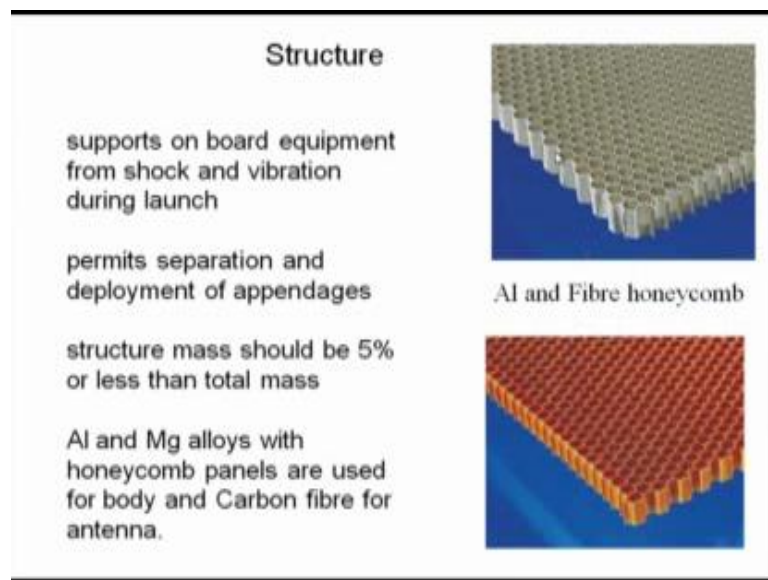 Structure
supports on board equipment
from shock and vibration
during launch
permits separation and
deployment of appendages
structure mass should be 5%
or less than total mass
Al and Mg alloys with
honeycomb panels are used
for body and Carbon fibre for
antenna.
Al and Fibre honeycomb